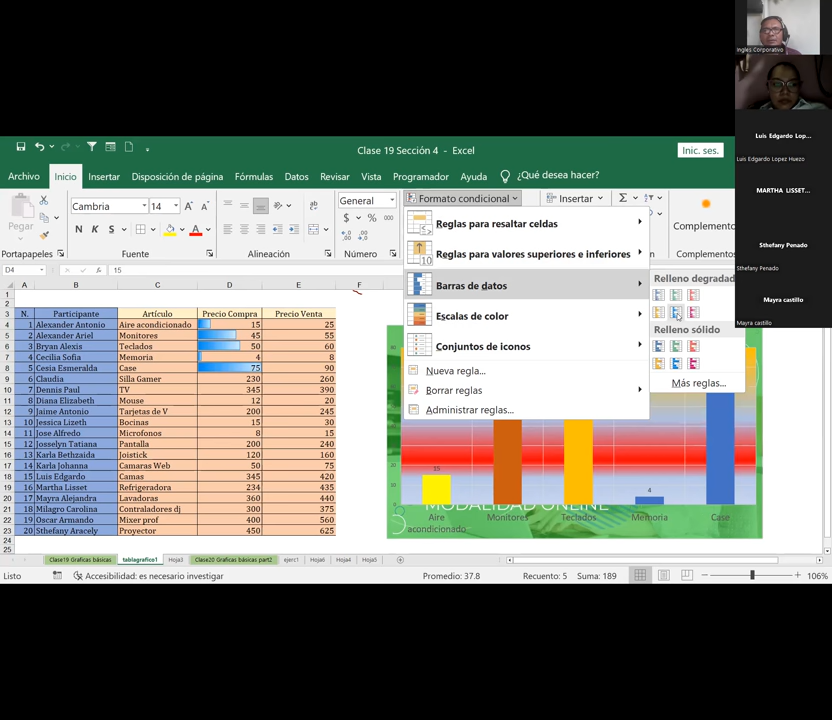 Ingles Corporativo
Clase 19 Sección 4 - Excel
Inic. ses.
Luis Edgardo Lop...
Luis Edgardo Lopez Huezo
MARTHA LISSET...
Sthefany Penado
Sthefany Penado
Mayra castillo
Mayra castillo
Archivo Inicio Insertar Disposición de página Fórmulas Datos Revisar Vista Programador Ayuda ¿Qué desea hacer?
Pegar
Cambria 14
N K S
General
$ % 000
Formato condicional
Insertar
Complemento
Portapapeles Fuente Alineación Número
Reglas para resaltar celdas
Reglas para valores superiores e inferiores
Barras de datos
Escalas de color
Conjuntos de iconos
Nueva regla...
Borrar reglas
Administrar reglas...
Relleno degradad
Relleno sólido
Más reglas...
D4 15
A B C D E F
N. Participante Artículo Precio Compra Precio Venta
1 Alexander Antonio Aire acondicionado 15 25
2 Alexander Ariel Monitores 45 55
3 Bryan Alexis Teclados 50 60
4 Cecilia Sofia Memoria 4 8
5 Cesia Esmeralda Case 75 90
6 Claudia Silla Gamer 230 260
7 Dennis Paul TV 345 390
8 Diana Elizabeth Mouse 12 20
9 Jaime Antonio Tarjetas de V 200 245
10 Jessica Lizeth Bocinas 15 30
11 Jose Alfredo Microfonos 8 15
12 Josselyn Tatiana Pantalla 200 240
13 Karla Bethzaida Joistick 120 160
14 Karla Johanna Camaras Web 50 75
15 Luis Edgardo Camas 345 420
16 Martha Lisset Refrigeradora 234 435
17 Mayra Alejandra Lavadoras 360 440
18 Milagro Carolina Contraladores dj 300 375
19 Oscar Armando Mixer prof 400 560
20 Sthefany Aracely Proyector 450 625
15
4
MODALIDAD ONLINE
Aire acondicionado Monitores Teclados Memoria Case
Clase19 Graficas básicas tablagrafico1 Hoja3 Clase20 Graficas básicas part2 ejerc1 Hoja6 Hoja4 Hoja5
Listo Accesibilidad: es necesario investigar Promedio: 37.8 Recuento: 5 Suma: 189 106%